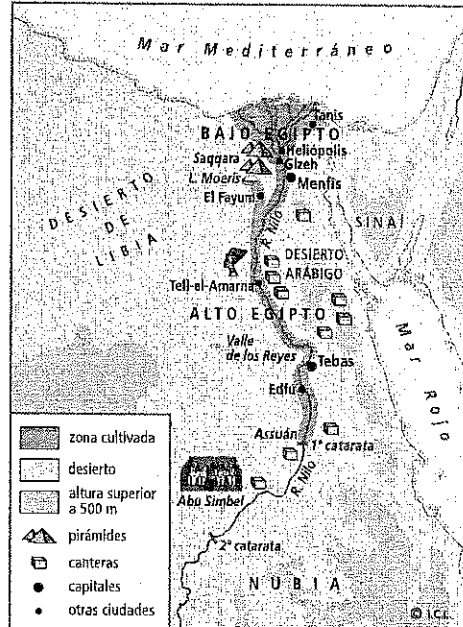 Mar Mediterráneo
Tanis
BAJO EGIPTO
Heliópolis
Saqqara
Gizeh
L. Moeris
Menfis
El Fayum
SINAÍ
DESIERTO
DE
LIBIA
R. Nilo
DESIERTO
ARÁBIGO
Tell-el-Amarna
ALTO EGIPTO
Mar Rojo
Valle
de los Reyes
Tebas
Edfú
Assuán
1ª catarata
R. Nilo
Abu Simbel
2ª catarata
NUBIA
zona cultivada
desierto
altura superior
a 500 m
pirámides
canteras
capitales
otras ciudades
© I.C.L.